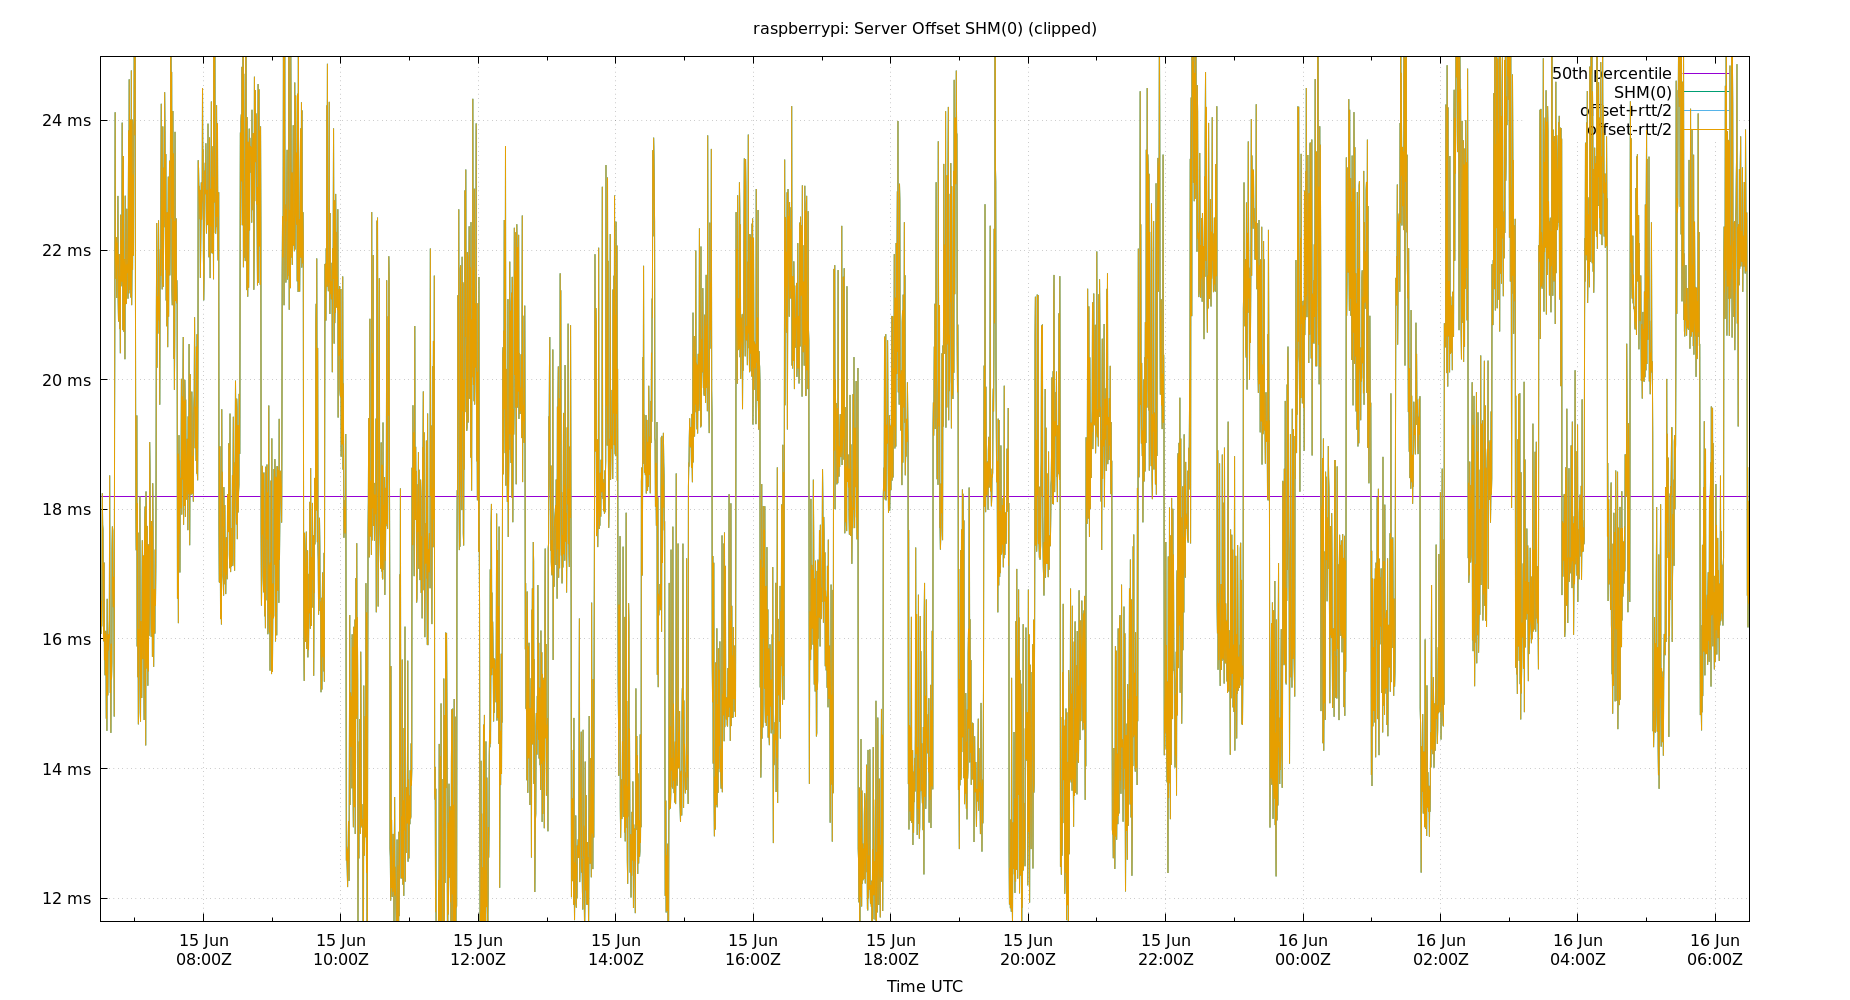 raspberrypi: Server Offset SHM(0) (clipped)
50th percentile
SHM(0)
offset+rtt/2
offset-rtt/2
24 ms
22 ms
20 ms
18 ms
16 ms
14 ms
12 ms
15 Jun 15 Jun 15 Jun 15 Jun 15 Jun 15 Jun 15 Jun 15 Jun 16 Jun 16 Jun 16 Jun 16 Jun
08:00Z 10:00Z 12:00Z 14:00Z 16:00Z 18:00Z 20:00Z 22:00Z 00:00Z 02:00Z 04:00Z 06:00Z
Time UTC